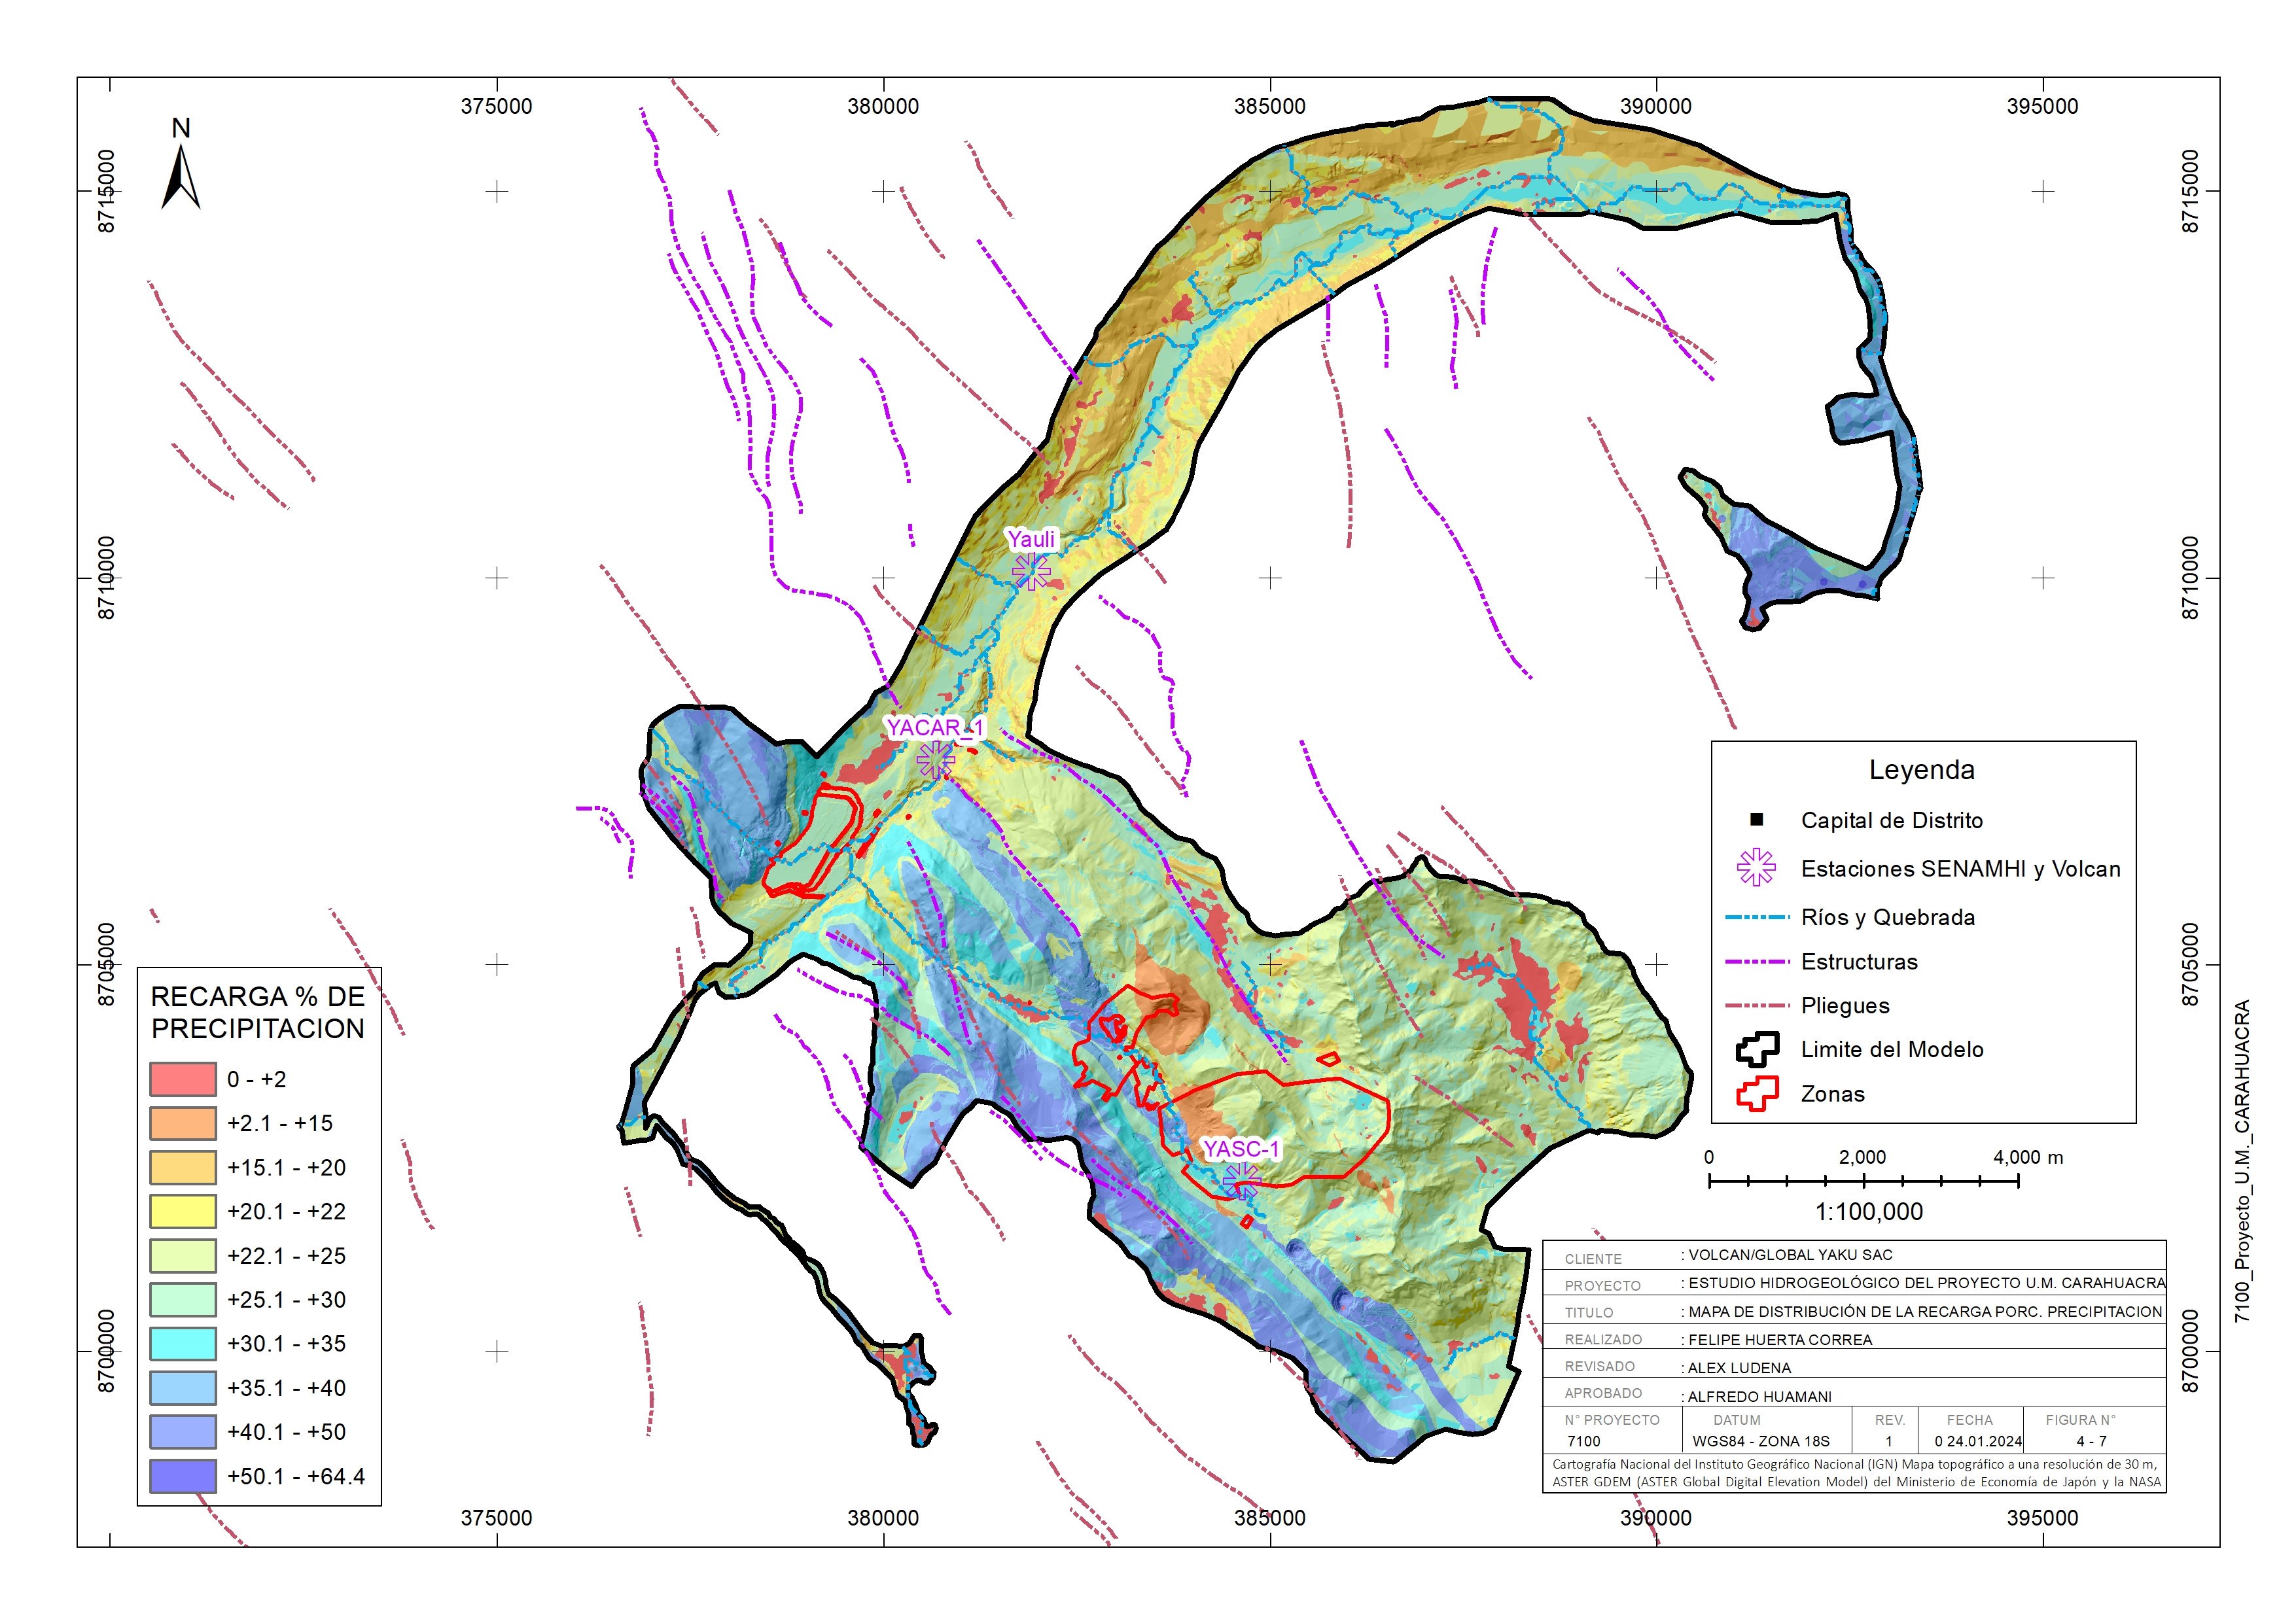 375000
380000
385000
390000
395000
N
8715000
8715000
Yauli
8710000
8710000
YACAR_1
Leyenda
Capital de Distrito
Estaciones SENAMHI y Volcan
Ríos y Quebrada
Estructuras
Pliegues
Limite del Modelo
Zonas
8705000
8705000
RECARGA % DE
PRECIPITACION
0 - +2
+2.1 - +15
+15.1 - +20
+20.1 - +22
+22.1 - +25
+25.1 - +30
+30.1 - +35
+35.1 - +40
+40.1 - +50
+50.1 - +64.4
YASC-1
0 2,000 4,000 m
1:100,000
7100_Proyecto_U.M._CARAHUACRA
8700000
8700000
CLIENTE : VOLCAN/GLOBAL YAKU SAC
PROYECTO : ESTUDIO HIDROGEOLÓGICO DEL PROYECTO U.M. CARAHUACRA
TITULO : MAPA DE DISTRIBUCIÓN DE LA RECARGA PORC. PRECIPITACION
REALIZADO : FELIPE HUERTA CORREA
REVISADO : ALEX LUDENA
APROBADO : ALFREDO HUAMANI
N° PROYECTO DATUM REV. FECHA FIGURA N°
7100 WGS84 - ZONA 18S 1 0 24.01.2024 4 - 7
Cartografía Nacional del Instituto Geográfico Nacional (IGN) Mapa topográfico a una resolución de 30 m,
ASTER GDEM (ASTER Global Digital Elevation Model) del Ministerio de Economía de Japón y la NASA
375000
380000
385000
390000
395000